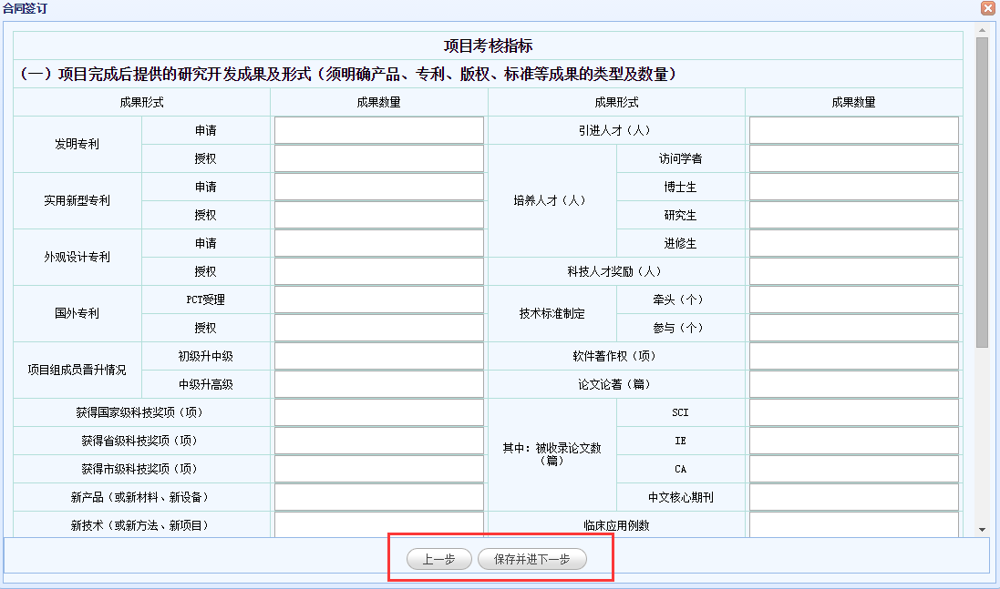 合同签订
项目考核指标
（一）项目完成后提供的研究开发成果及形式（须明确产品、专利、版权、标准等成果的类型及数量）
成果形式 成果数量 成果形式 成果数量
发明专利 申请 引进人才（人）
授权 培养人才（人） 访问学者
实用新型专利 申请 博士生
授权 研究生
外观设计专利 申请 进修生
授权 科技人才奖励（人）
国外专利 PCT受理 技术标准制定 牵头（个）
授权 参与（个）
项目组成员晋升情况 初级升中级 软件著作权（项）
中级升高级 论文论著（篇）
获得国家级科技奖项（项） 其中：被收录论文数（篇） SCI
获得省级科技奖项（项） IE
获得市级科技奖项（项） CA
新产品（或新材料、新设备） 中文核心期刊
新技术（或新方法、新项目） 临床应用例数
上一步 保存并进下一步